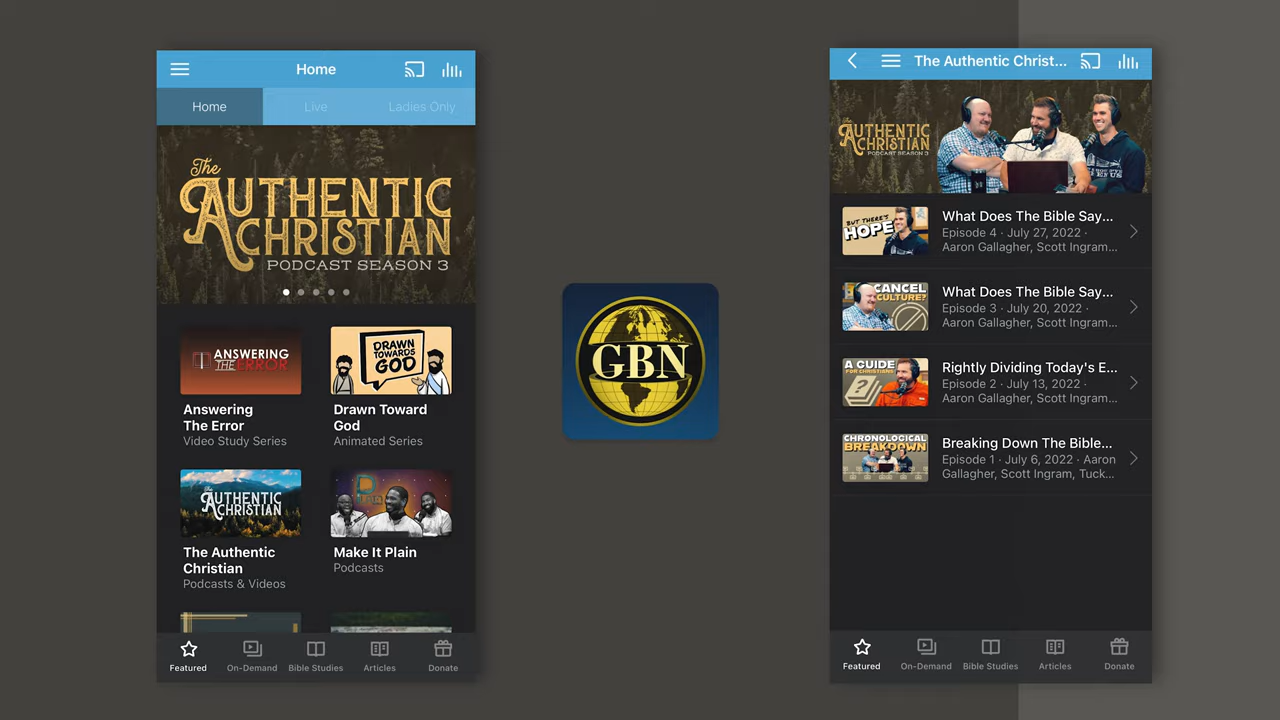 Home
Home
Live
Ladies Only
The
AUTHENTIC
CHRISTIAN
PODCAST SEASON 3
ANSWERING
THE ERROR
Answering
The Error
Video Study Series
DRAWN
TOWARDS
GOD
Drawn Toward
God
Animated Series
The
AUTHENTIC
CHRISTIAN
The Authentic
Christian
Podcasts & Videos
Make It Plain
Podcasts
Featured
On-Demand
Bible Studies
Articles
Donate
GBN
The Authentic Christ...
The
AUTHENTIC
CHRISTIAN
PODCAST SEASON 3
BUT THERE'S
HOPE
What Does The Bible Say...
Episode 4 · July 27, 2022 ·
Aaron Gallagher, Scott Ingram...
CANCEL
CULTURE?
What Does The Bible Say...
Episode 3 · July 20, 2022 ·
Aaron Gallagher, Scott Ingram...
A GUIDE
FOR CHRISTIANS
?
Rightly Dividing Today's E...
Episode 2 · July 13, 2022 ·
Aaron Gallagher, Scott Ingram...
CHRONOLOGICAL
BREAKDOWN
Breaking Down The Bible...
Episode 1 · July 6, 2022 · Aaron
Gallagher, Scott Ingram, Tuck...
Featured
On-Demand
Bible Studies
Articles
Donate